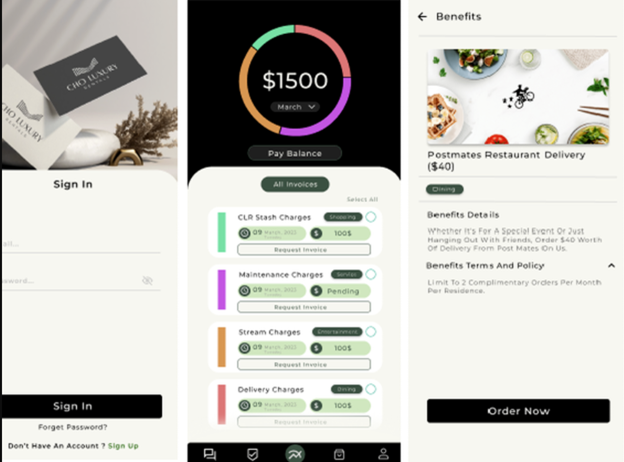 CHO LUXURY
RENTALS
CHO LUXURY
Sign In
Sign In
Forget Password?
Don't Have An Account ? Sign Up
$1500
March
Pay Balance
All Invoices
Select All
CLR Stash Charges Shopping
09 March, 2022 $ 100$
Request Invoice
Maintenance Charges
09 March, 2022 $ Pending
Request Invoice
Stream Charges Entertainment
09 March, 2022 $ 100$
Request Invoice
Delivery Charges Dining
09 March, 2022 $ 100$
Request Invoice
Benefits
Postmates Restaurant Delivery
($40)
Dining
Benefits Details
Whether It's For A Special Event Or Just
Hanging Out With Friends, Order $40 Worth
Of Delivery From Post Mates On Us.
Benefits Terms And Policy
Limit To 2 Complimentary Orders Per Month
Per Residence.
Order Now